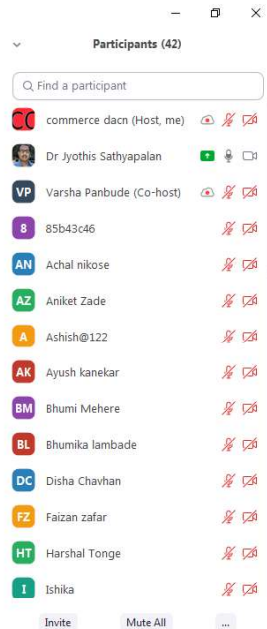 Participants (42)
Find a participant
CC commerce dacn (Host, me)
Dr Jyothis Sathyapalan
VP Varsha Panbude (Co-host)
8 85b43c46
AN Achal nikose
AZ Aniket Zade
A Ashish@122
AK Ayush kanekar
BM Bhumi Mehere
BL Bhumika lambade
DC Disha Chavhan
FZ Faizan zafar
HT Harshal Tonge
I Ishika
Invite Mute All ...